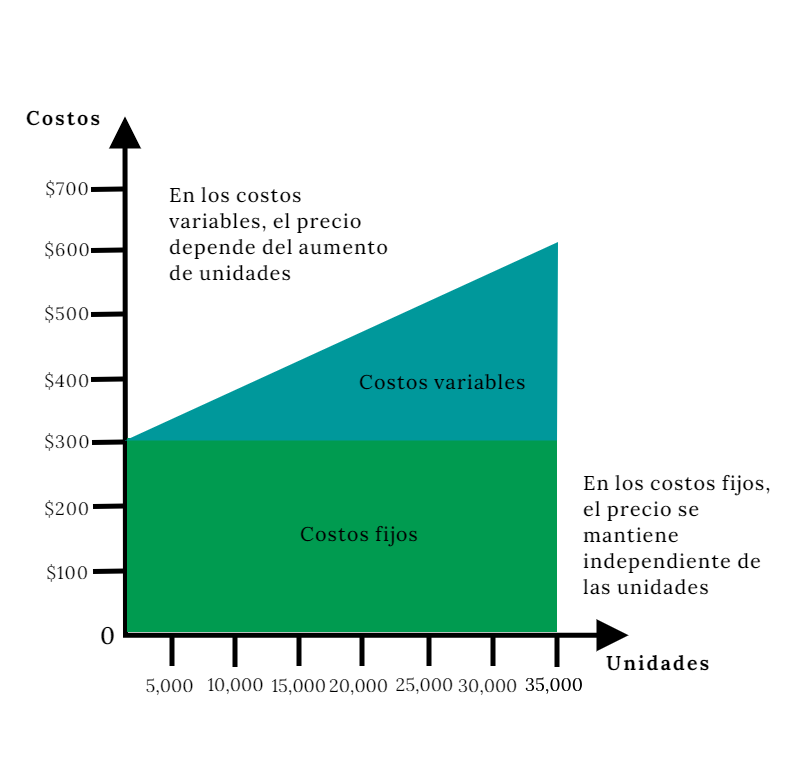 Costos
$700
$600
$500
$400
$300
$200
$100
0
En los costos
variables, el precio
depende del aumento
de unidades
Costos variables
Costos fijos
En los costos fijos,
el precio se
mantiene
independiente de
las unidades
Unidades
5,000 10,000 15,000 20,000 25,000 30,000 35,000